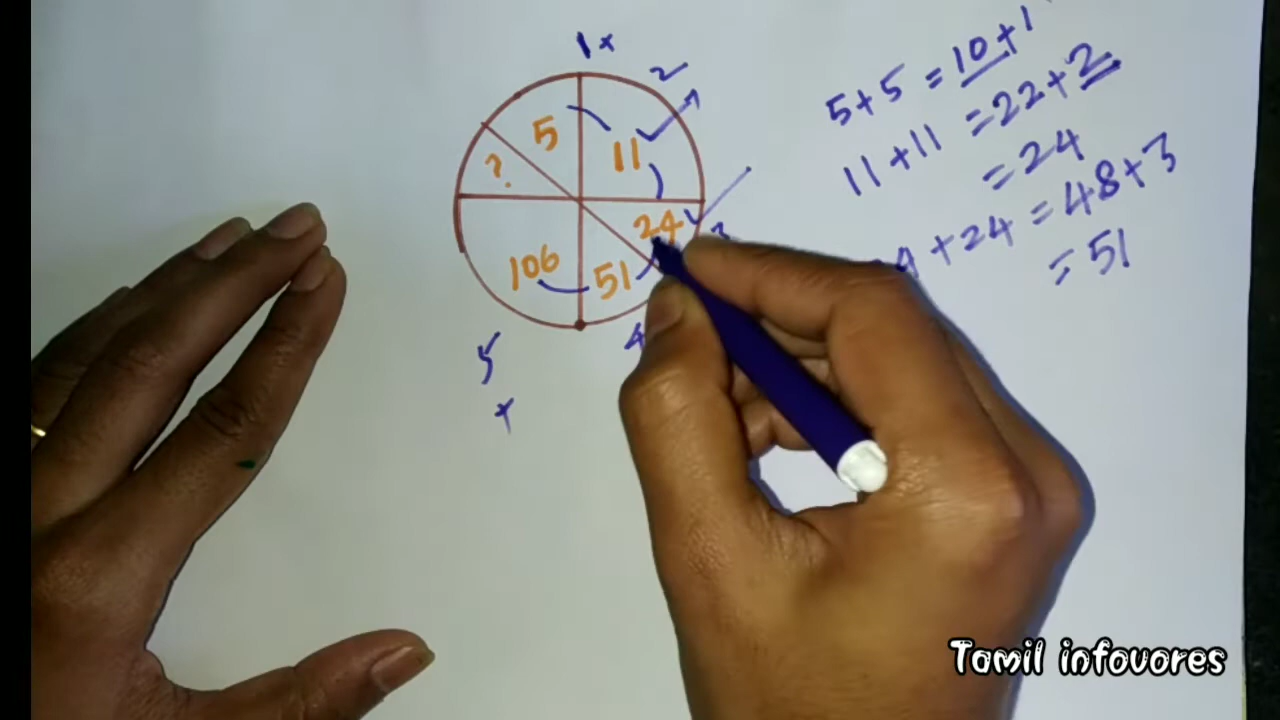 1 x
2
5
11
?
24
3
106
51
4
5
+
5+5 = 10+1
11+11 = 22+2
= 24
+24 = 48+3
= 51
Tamil infovores